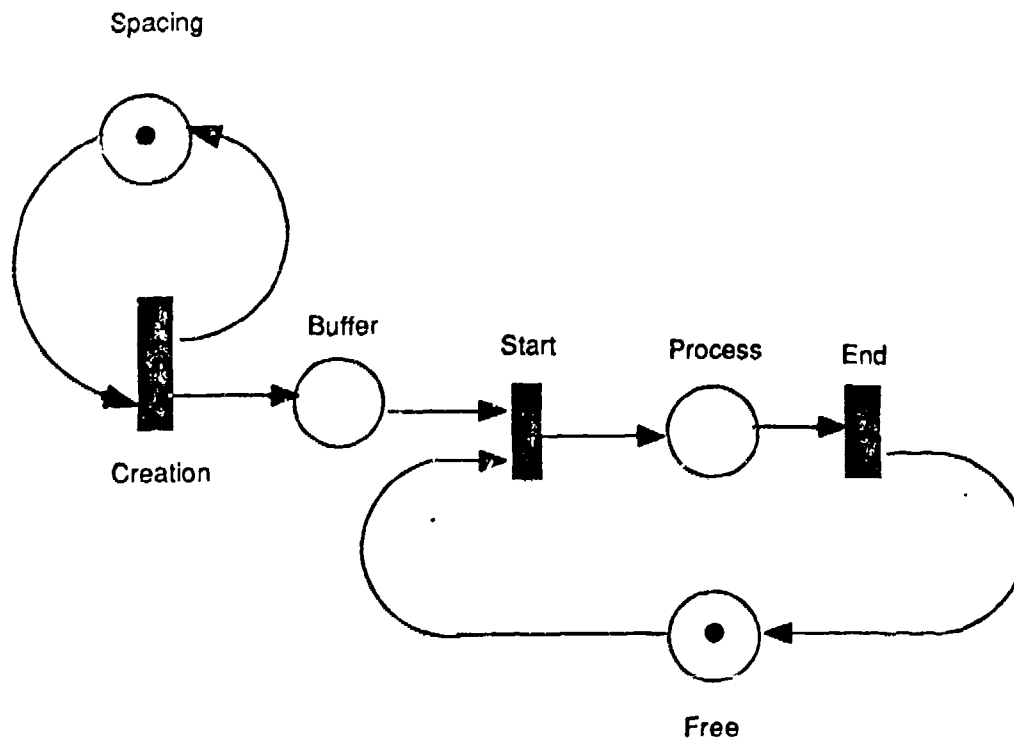 Spacing
Buffer
Start
Process
End
Creation
Free